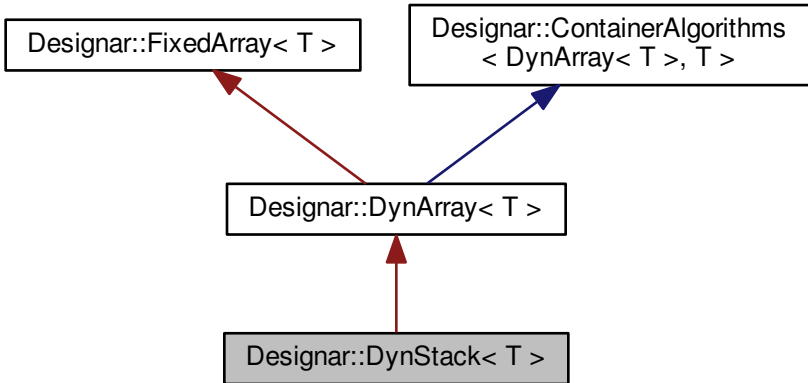 Designar::FixedArray< T >
Designar::ContainerAlgorithms
< DynArray< T >, T >
Designar::DynArray< T >
Designar::DynStack< T >